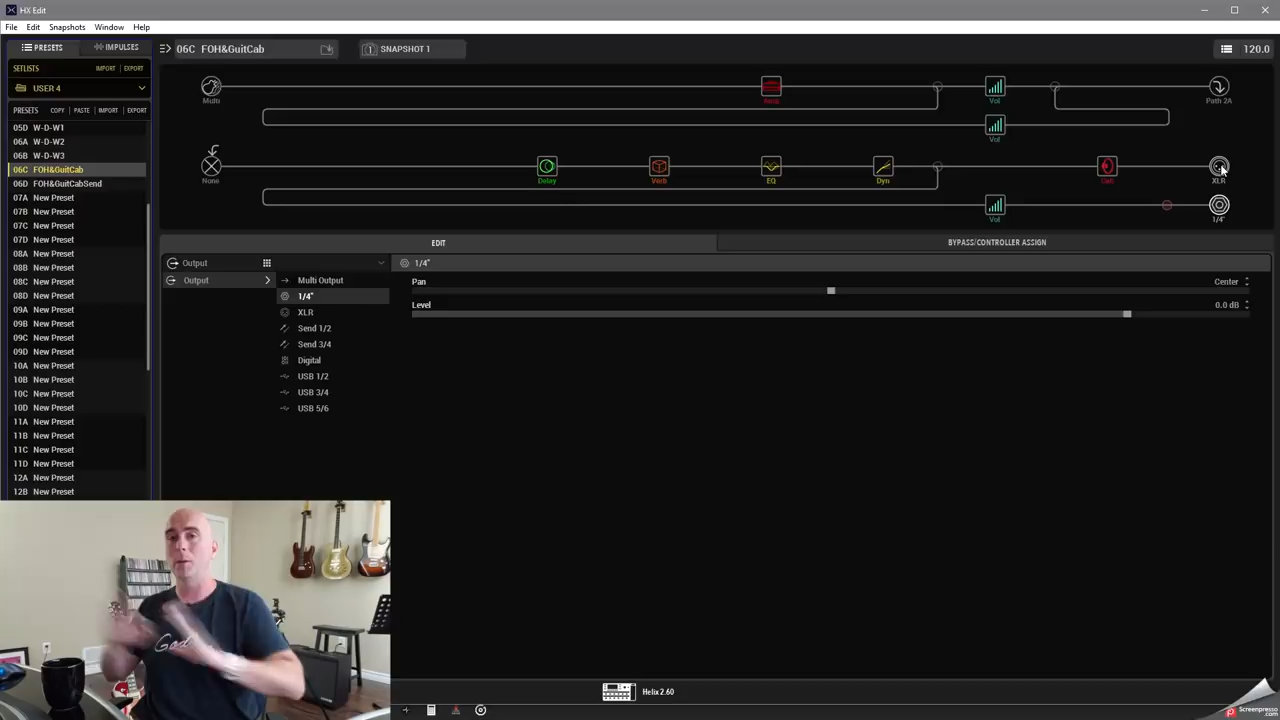 HX Edit
File Edit Snapshots Window Help
PRESETS IMPULSES
06C FOH&GuitCab
1 SNAPSHOT 1
120.0
SETLISTS IMPORT EXPORT
USER 4
PRESETS COPY PASTE IMPORT EXPORT
05D W-D-W1
06A W-D-W2
06B W-D-W3
06C FOH&GuitCab
06D FOH&GuitCabSend
07A New Preset
07B New Preset
07C New Preset
07D New Preset
08A New Preset
08B New Preset
08C New Preset
08D New Preset
09A New Preset
09B New Preset
09C New Preset
09D New Preset
10A New Preset
10B New Preset
10C New Preset
10D New Preset
11A New Preset
11B New Preset
11C New Preset
11D New Preset
12A New Preset
12B New Preset
Multi Amp Vol Path 2A
Vol
None Delay Verb EQ Dyn Cab XLR
Vol 1/4"
EDIT BYPASS/CONTROLLER ASSIGN
Output
Output
Multi Output
1/4"
XLR
Send 1/2
Send 3/4
Digital
USB 1/2
USB 3/4
USB 5/6
1/4"
Pan Center
Level 0.0 dB
God
Helix 2.60
Screenpresso
.com